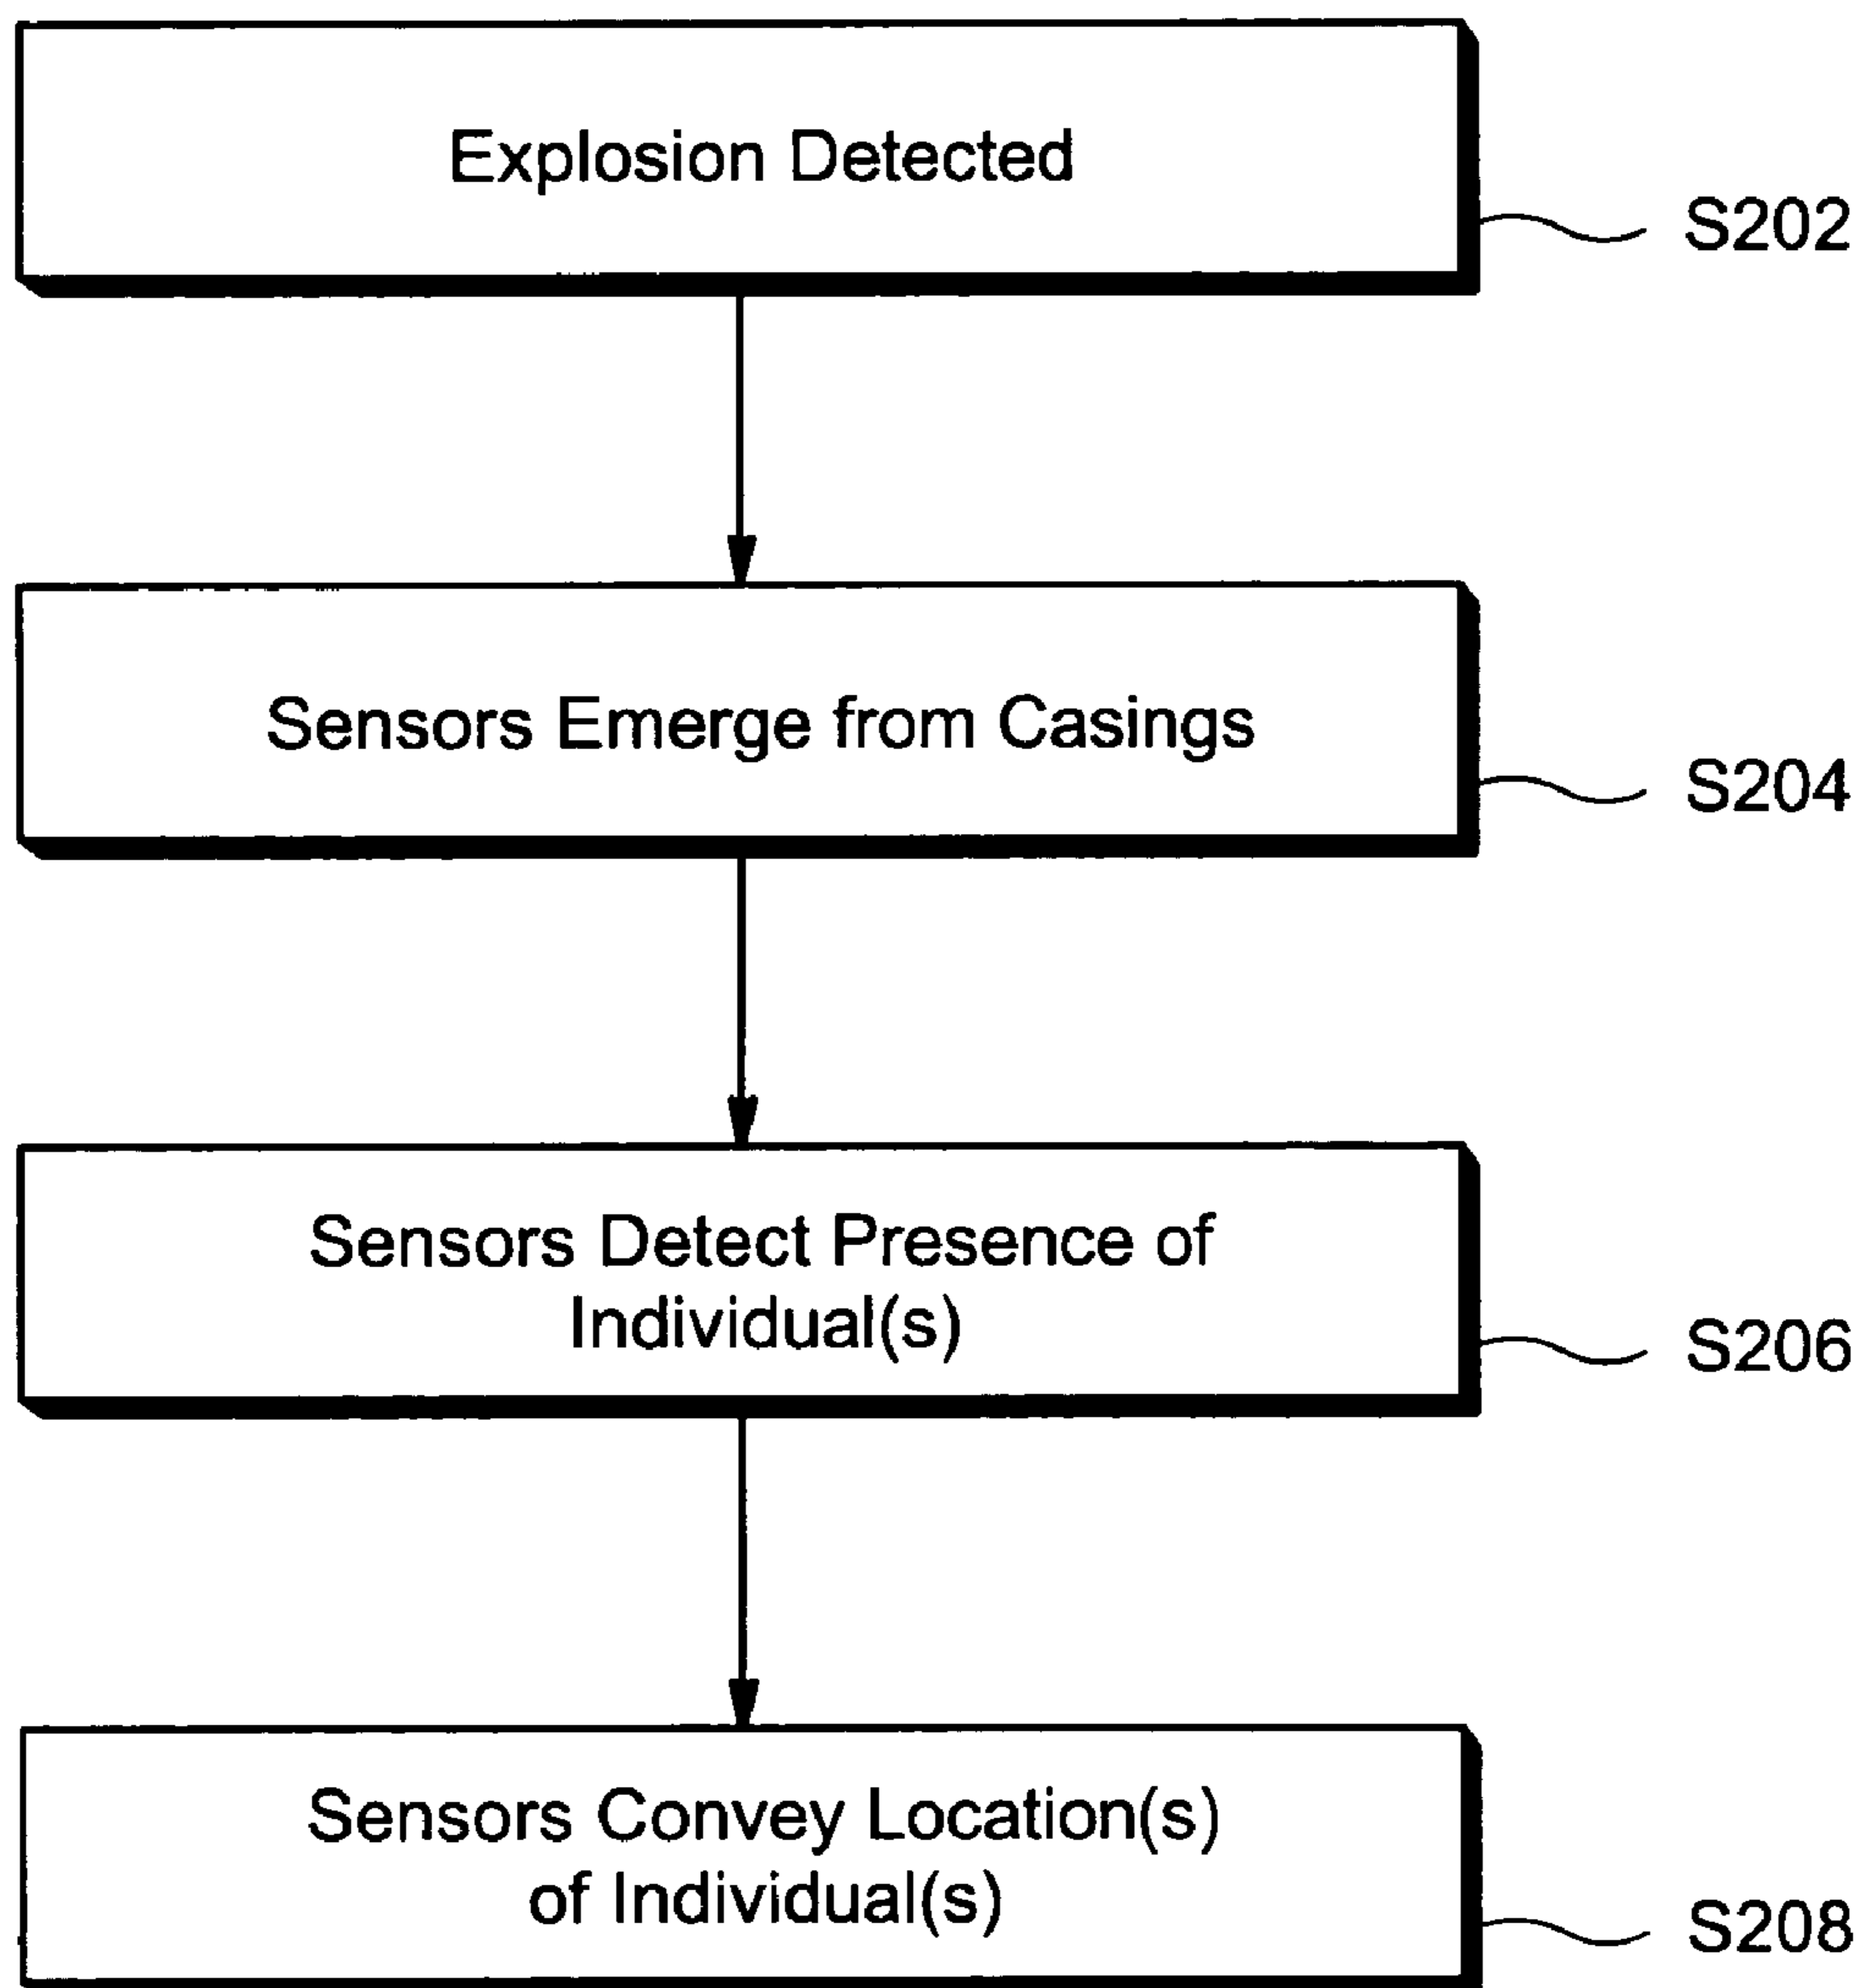 Explosion Detected
S202
Sensors Emerge from Casings
S204
Sensors Detect Presence of
Individual(s)
S206
Sensors Convey Location(s)
of Individual(s)
S208